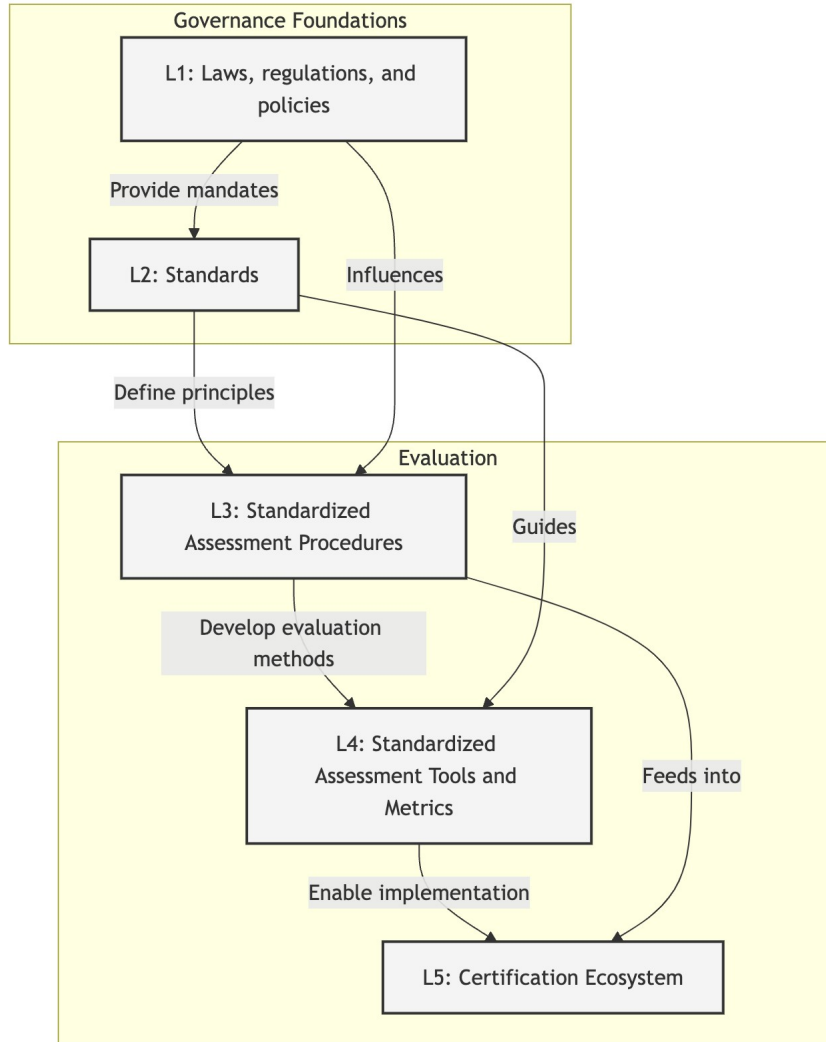 Governance Foundations
L1: Laws, regulations, and
policies
Provide mandates
L2: Standards
Influences
Define principles
Evaluation
L3: Standardized
Assessment Procedures
Guides
Develop evaluation
methods
L4: Standardized
Assessment Tools and
Metrics
Feeds into
Enable implementation
L5: Certification Ecosystem